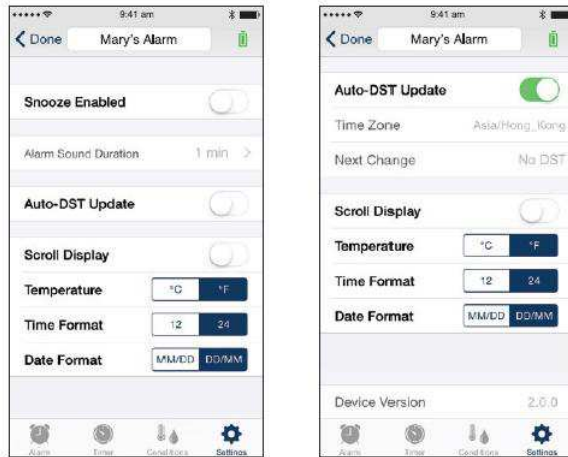 9:41 am
Done Mary's Alarm
Snooze Enabled
Alarm Sound Duration 1 min
Auto-DST Update
Scroll Display
Temperature °C °F
Time Format 12 24
Date Format MM/DD DD/MM
Alarm Timer Conditions Settings
9:41 am
Done Mary's Alarm
Auto-DST Update
Time Zone Asia/Hong_Kong
Next Change No DST
Scroll Display
Temperature °C °F
Time Format 12 24
Date Format MM/DD DD/MM
Device Version 2.0.0
Alarm Timer Conditions Settings